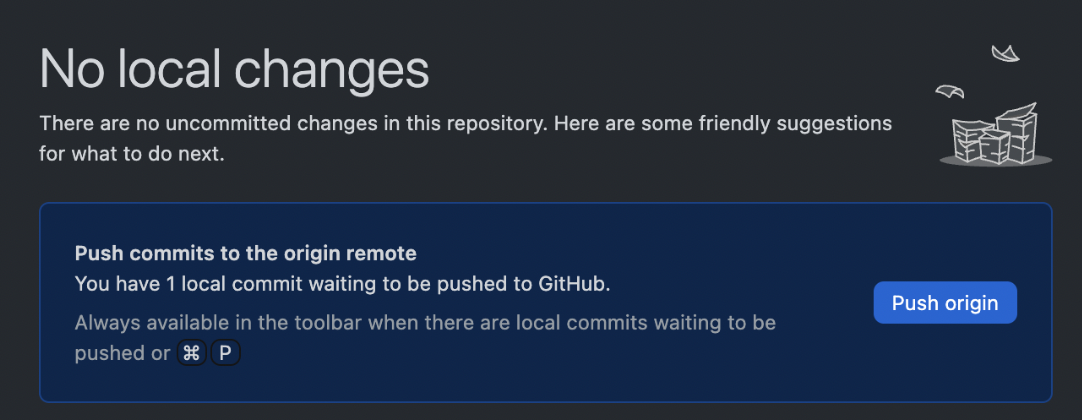 No local changes
There are no uncommitted changes in this repository. Here are some friendly suggestions
for what to do next.
Push commits to the origin remote
You have 1 local commit waiting to be pushed to GitHub.
Always available in the toolbar when there are local commits waiting to be
pushed or ⌘ P
Push origin